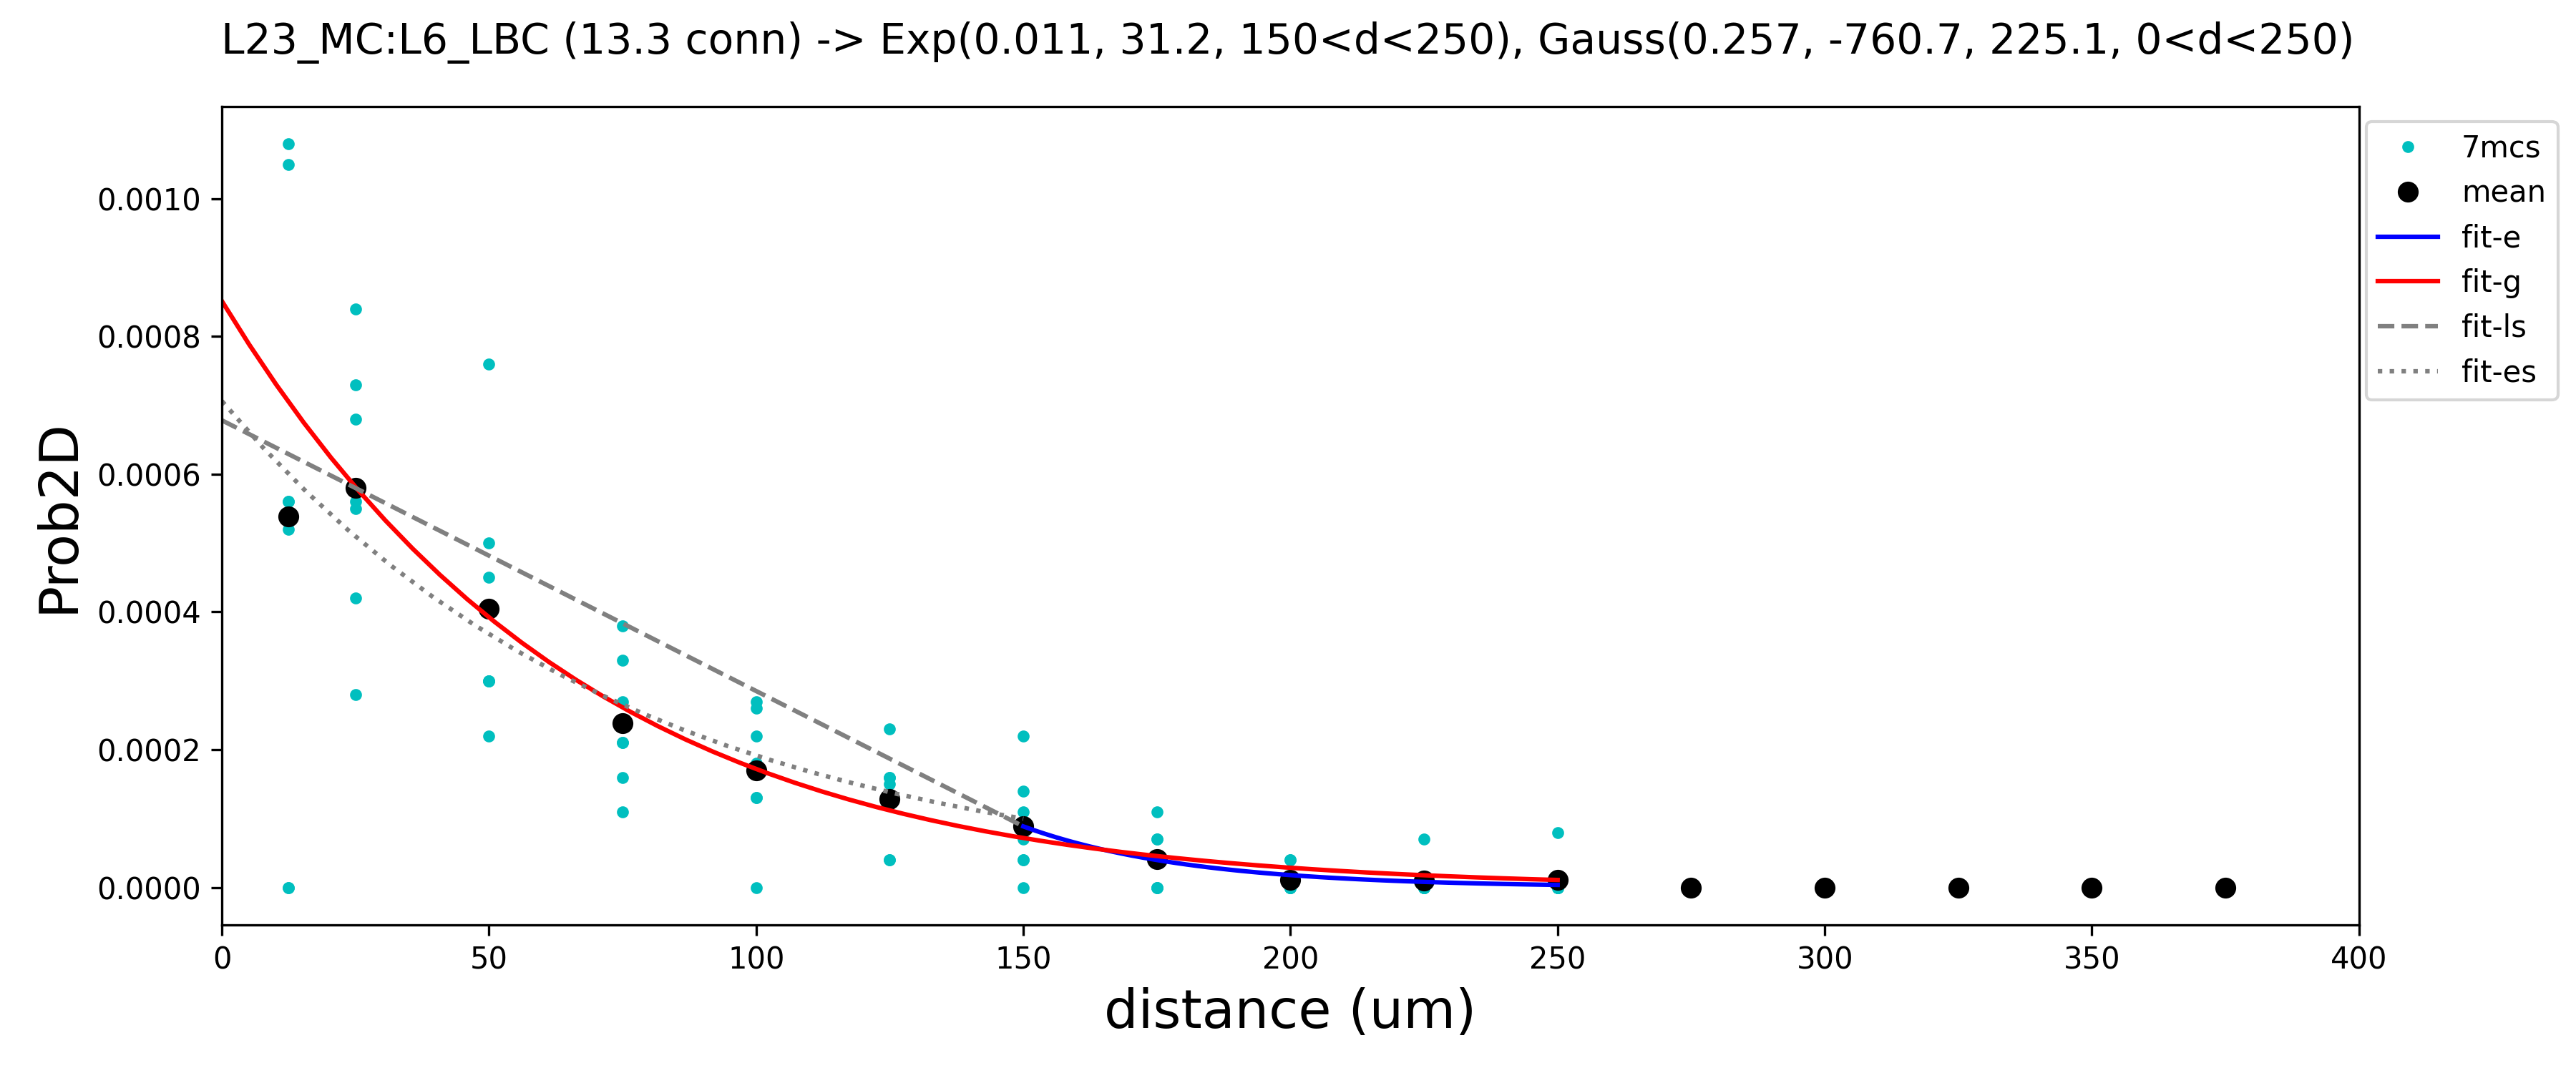 L23_MC:L6_LBC (13.3 conn) -> Exp(0.011, 31.2, 150<d<250), Gauss(0.257, -760.7, 225.1, 0<d<250)
7mcs
mean
fit-e
fit-g
fit-ls
fit-es
Prob2D
0.0010
0.0008
0.0006
0.0004
0.0002
0.0000
0 50 100 150 200 250 300 350 400
distance (um)